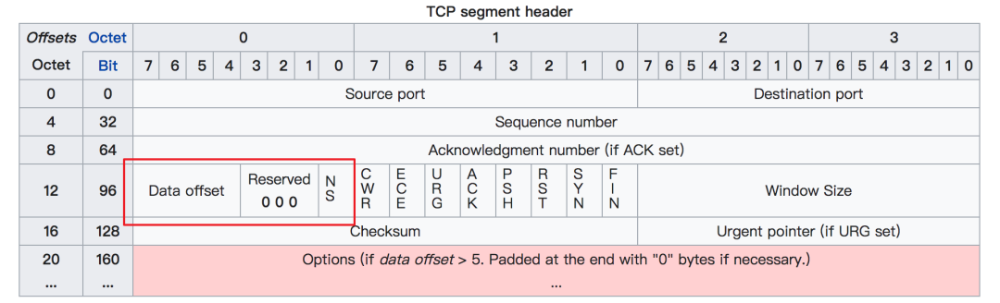 TCP segment header
Offsets Octet 0 1 2 3
Octet Bit 7 6 5 4 3 2 1 0 7 6 5 4 3 2 1 0 7 6 5 4 3 2 1 0 7 6 5 4 3 2 1 0
0 0 Source port Destination port
4 32 Sequence number
8 64 Acknowledgment number (if ACK set)
12 96 Data offset Reserved 0 0 0 NS CWR ECE URG ACK PSH RST SYN FIN Window Size
16 128 Checksum Urgent pointer (if URG set)
20 160 Options (if data offset > 5. Padded at the end with "0" bytes if necessary.)
... ... ...